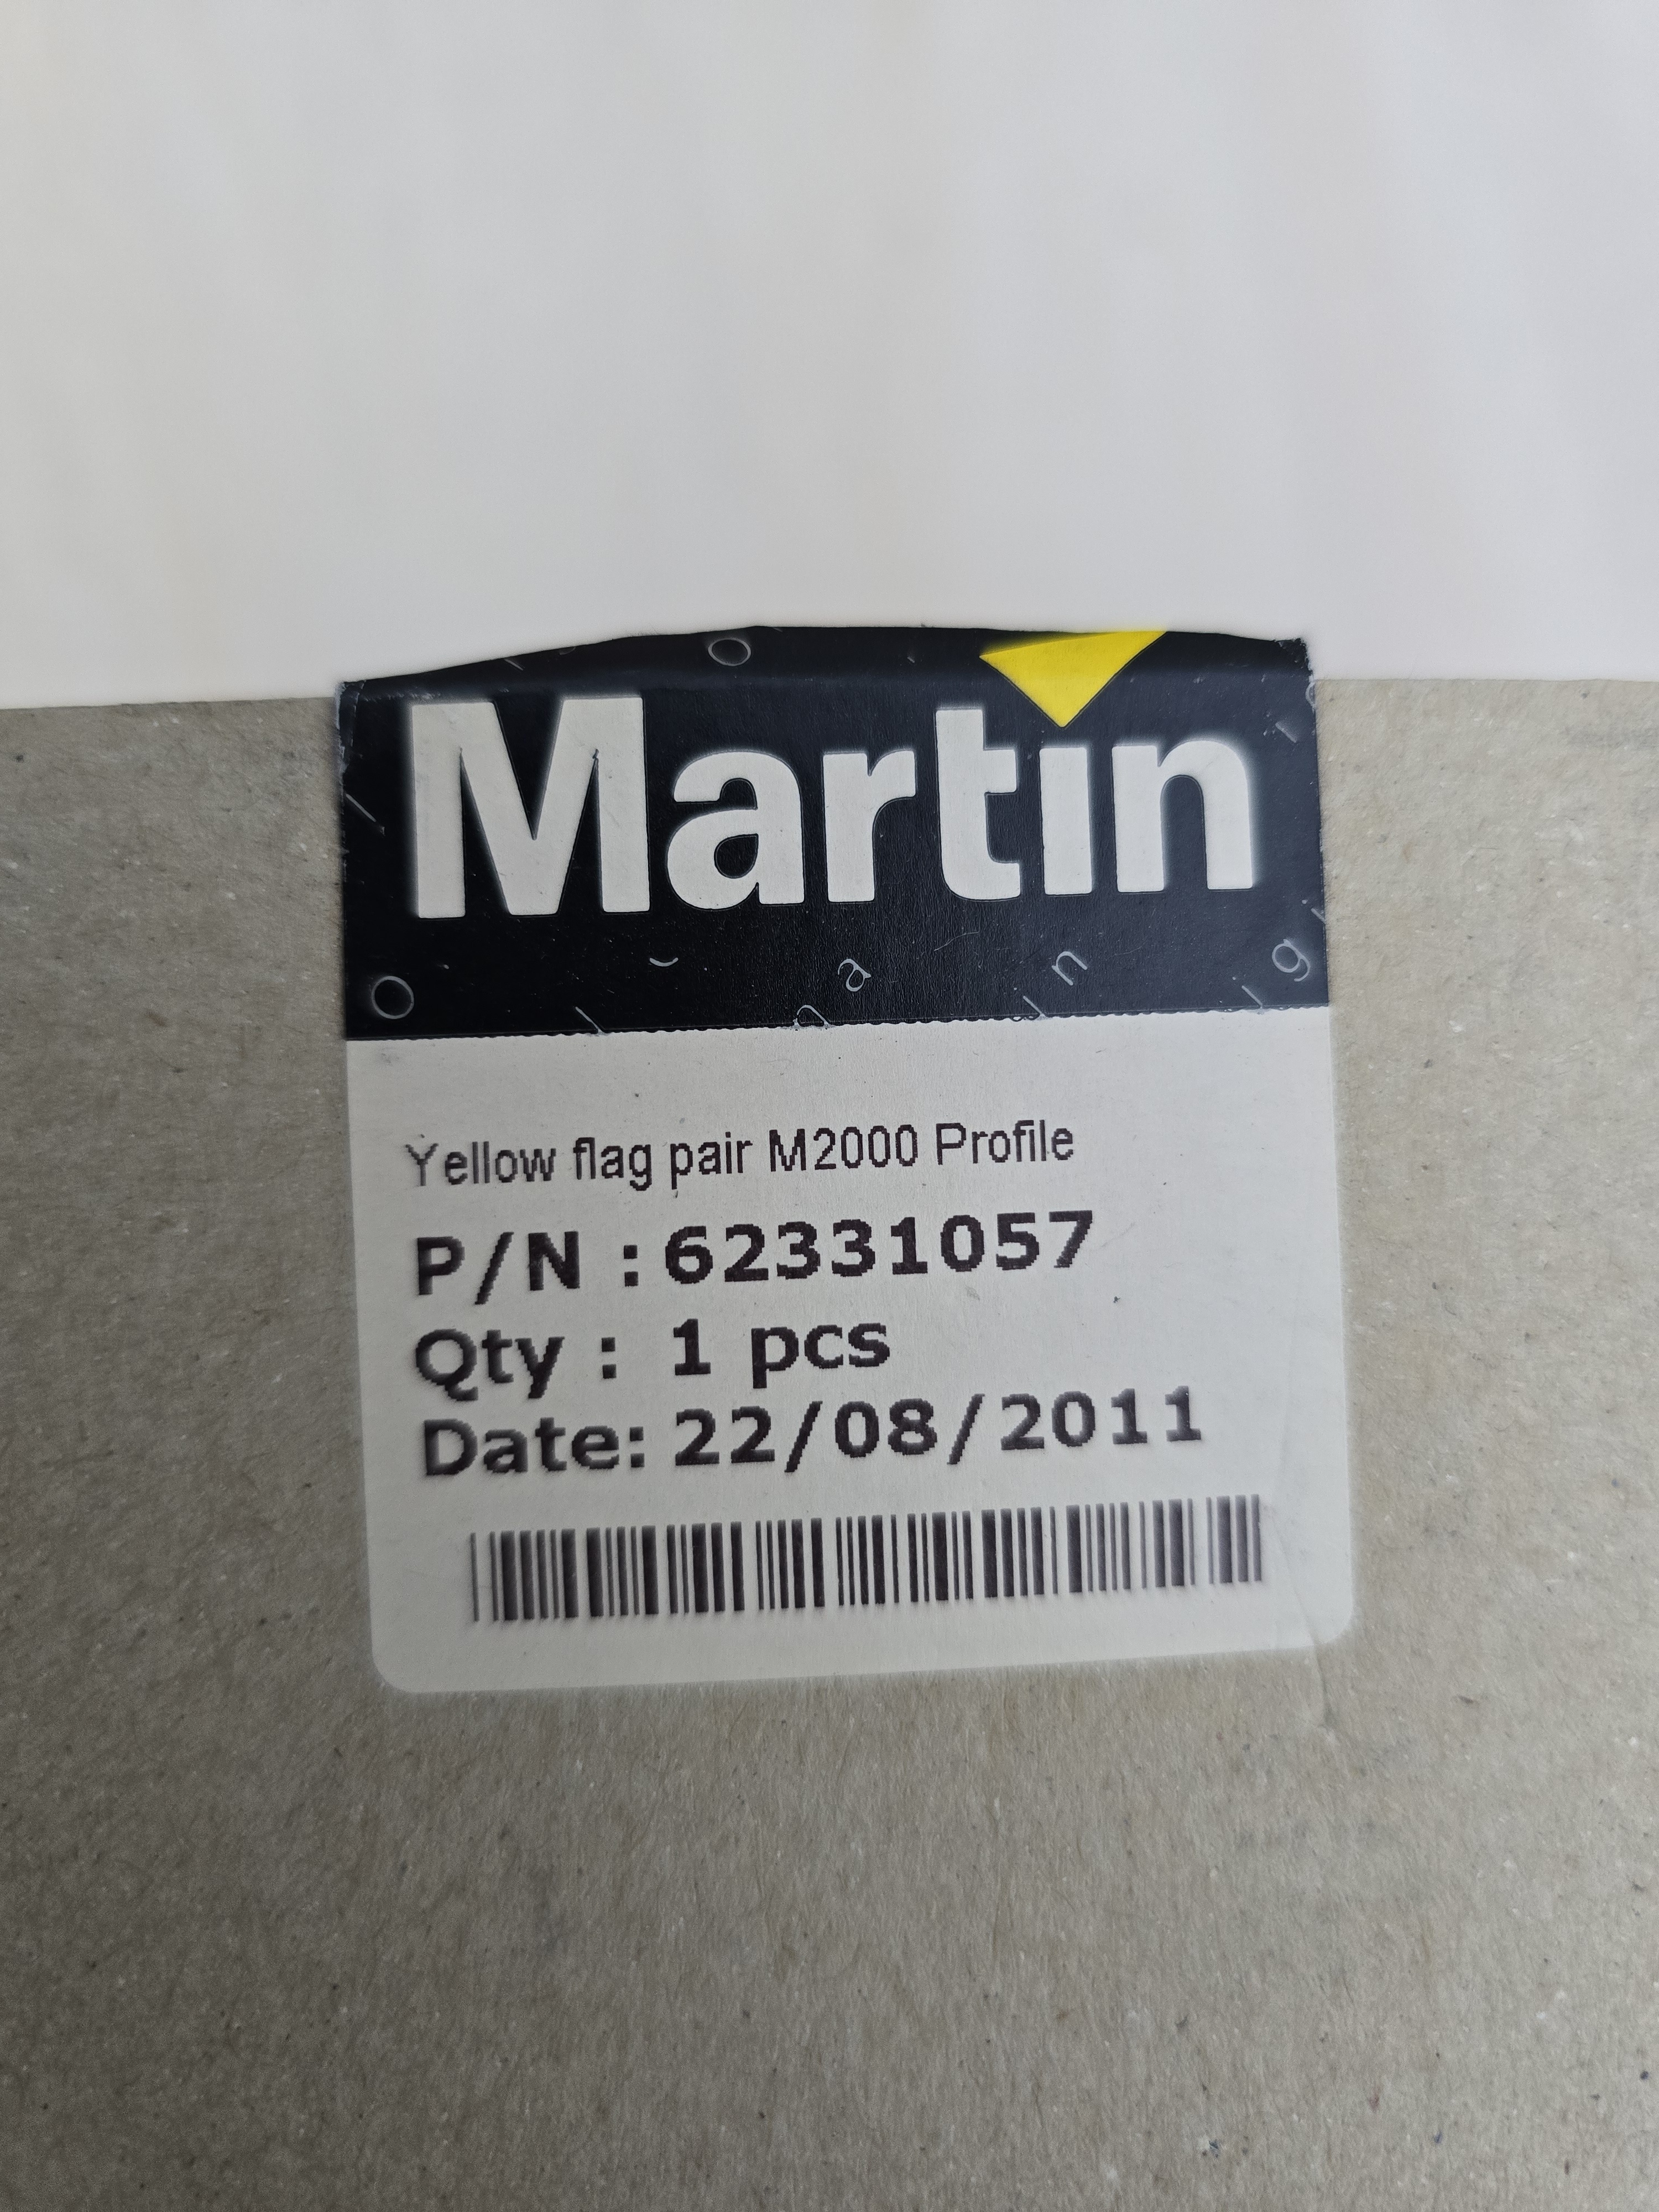 Martin
Yellow flag pair M2000 Profile
P/N : 62331057
Qty : 1 pcs
Date: 22/08/2011